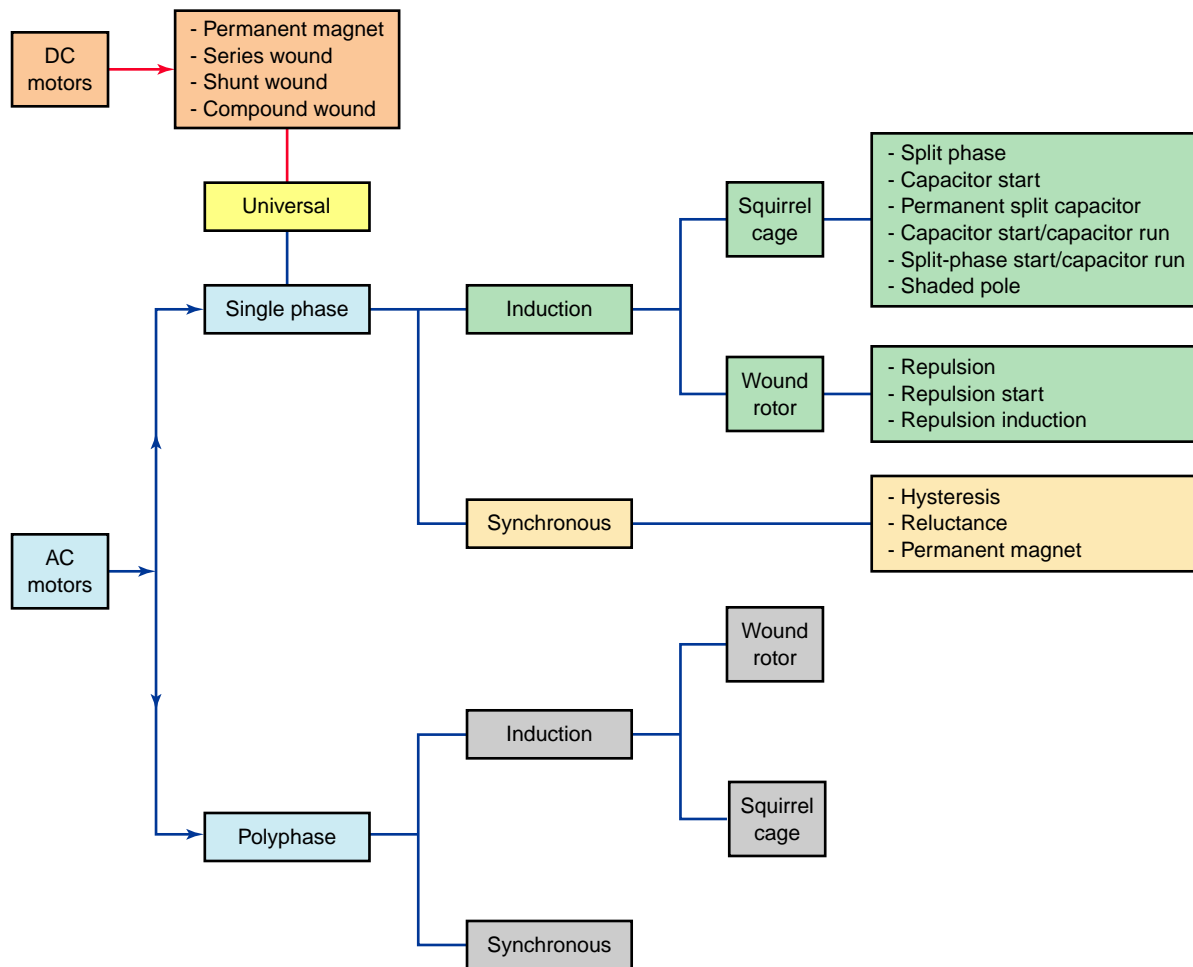 DC
motors
- Permanent magnet
- Series wound
- Shunt wound
- Compound wound
Universal
Single phase
Induction
Squirrel
cage
- Split phase
- Capacitor start
- Permanent split capacitor
- Capacitor start/capacitor run
- Split-phase start/capacitor run
- Shaded pole
Wound
rotor
- Repulsion
- Repulsion start
- Repulsion induction
Synchronous
- Hysteresis
- Reluctance
- Permanent magnet
AC
motors
Polyphase
Induction
Wound
rotor
Squirrel
cage
Synchronous